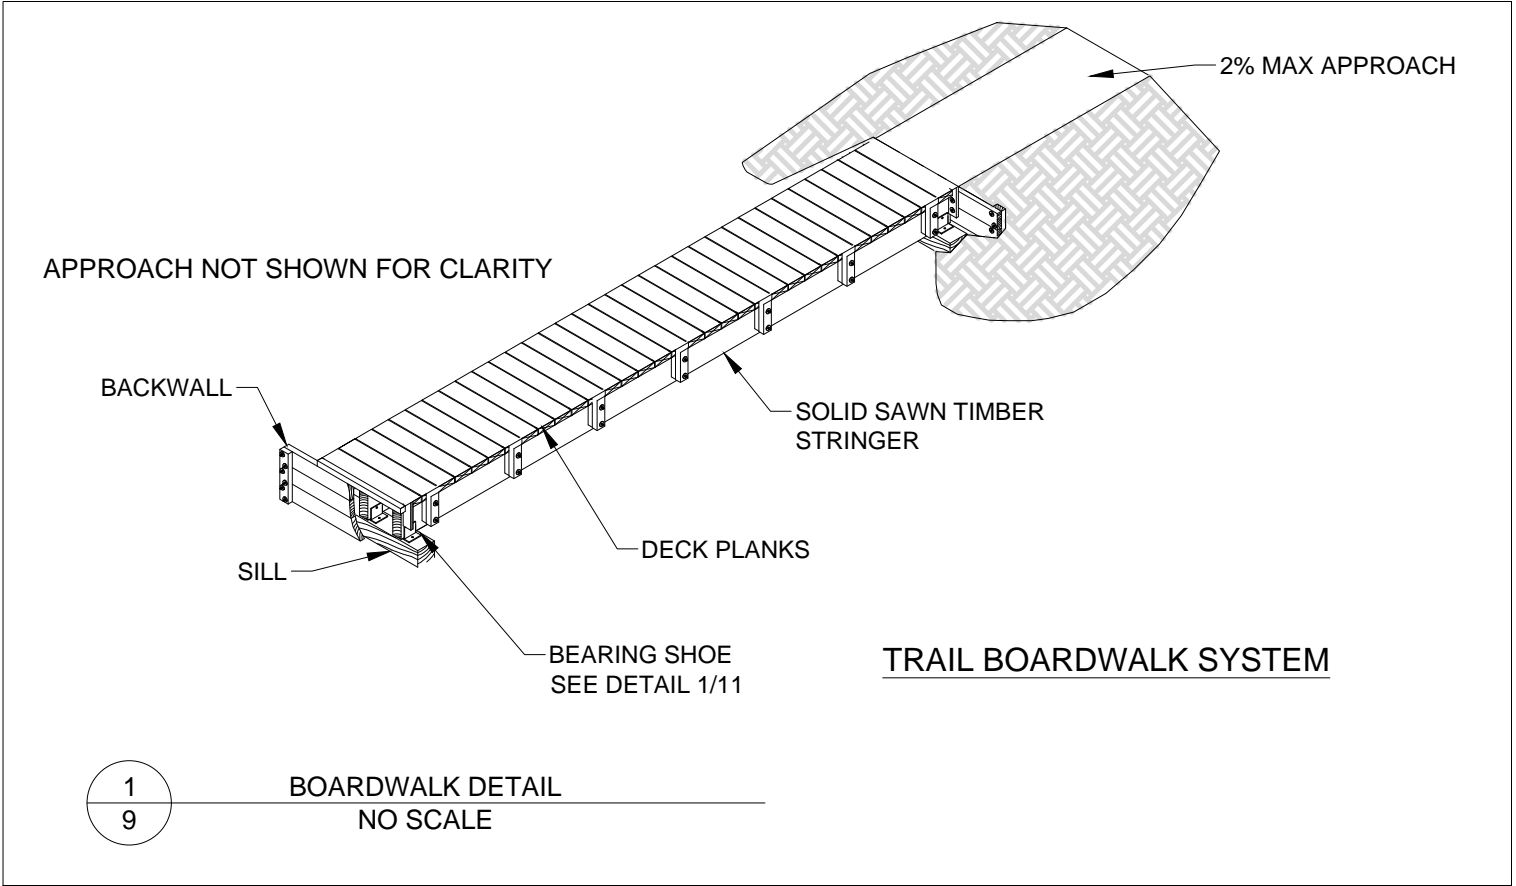 2% MAX APPROACH
APPROACH NOT SHOWN FOR CLARITY
BACKWALL
SOLID SAWN TIMBER
STRINGER
DECK PLANKS
SILL
BEARING SHOE
SEE DETAIL 1/11
TRAIL BOARDWALK SYSTEM
1
9
BOARDWALK DETAIL
NO SCALE